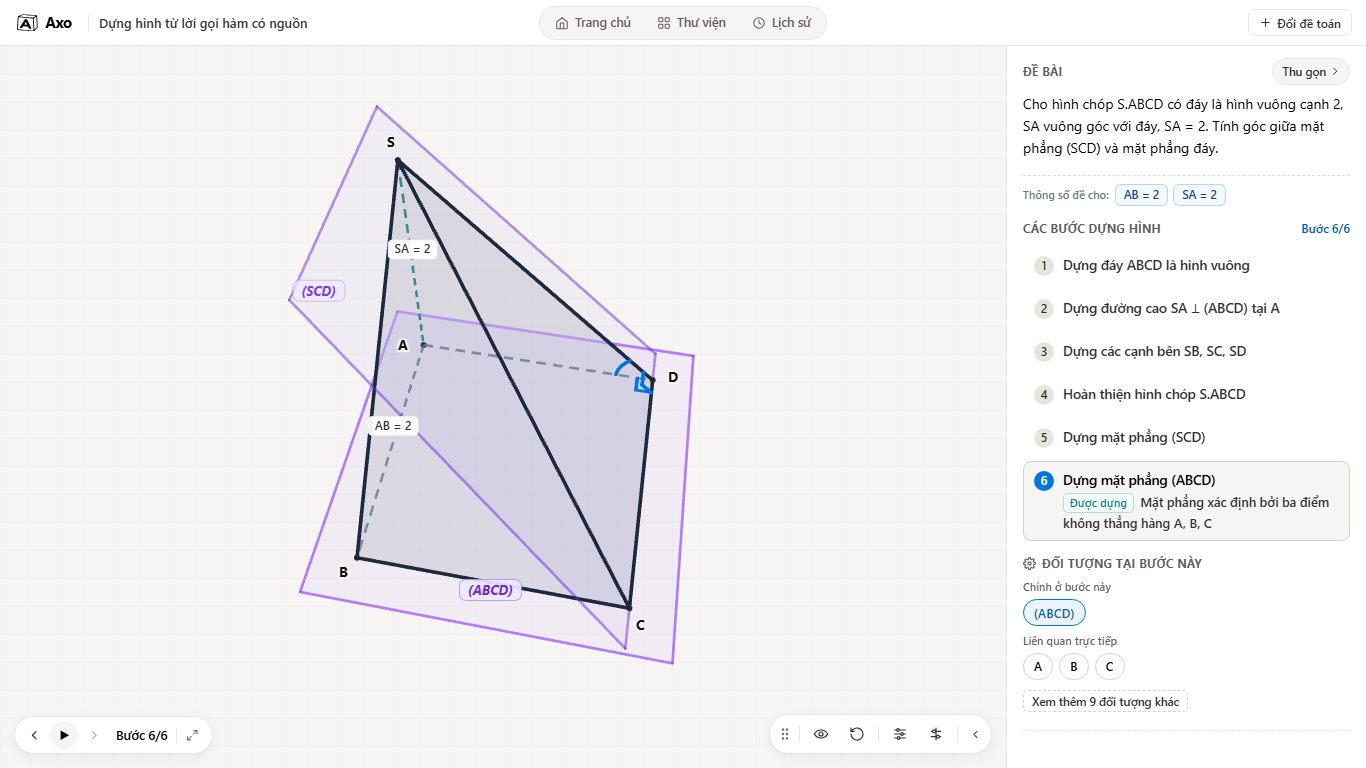 Axo
Dựng hình từ lời gọi hàm có nguồn
Trang chủ
Thư viện
Lịch sử
Đổi đề toán
S
SA = 2
(SCD)
A
D
AB = 2
B
(ABCD)
C
Bước 6/6
ĐỀ BÀI
Thu gọn
Cho hình chóp S.ABCD có đáy là hình vuông cạnh 2,
SA vuông góc với đáy, SA = 2. Tính góc giữa mặt
phẳng (SCD) và mặt phẳng đáy.
Thông số đề cho: AB = 2 SA = 2
CÁC BƯỚC DỰNG HÌNH
Bước 6/6
1 Dựng đáy ABCD là hình vuông
2 Dựng đường cao SA ⊥ (ABCD) tại A
3 Dựng các cạnh bên SB, SC, SD
4 Hoàn thiện hình chóp S.ABCD
5 Dựng mặt phẳng (SCD)
6 Dựng mặt phẳng (ABCD)
Được dựng Mặt phẳng xác định bởi ba điểm
không thẳng hàng A, B, C
ĐỐI TƯỢNG TẠI BƯỚC NÀY
Chính ở bước này
(ABCD)
Liên quan trực tiếp
A B C
Xem thêm 9 đối tượng khác